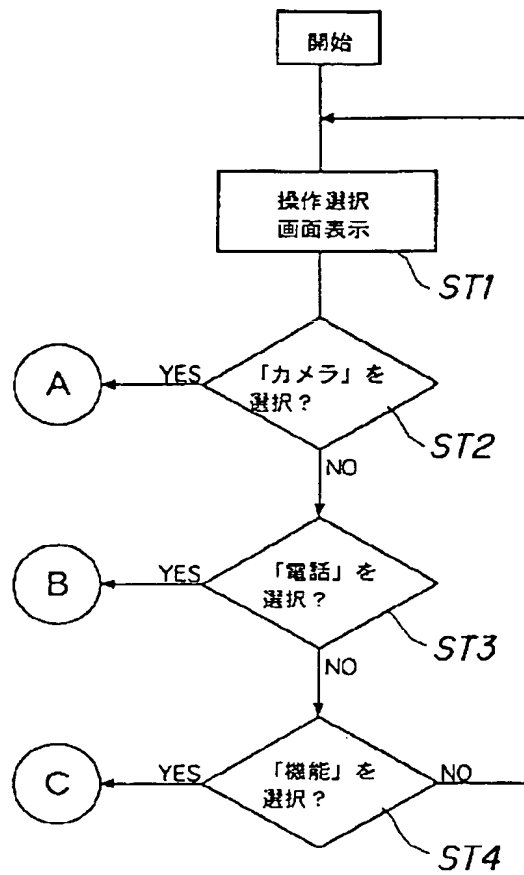 開始
操作選択
画面表示
ST1
「カメラ」を
選択？
YES
A
ST2
NO
「電話」を
選択？
YES
B
ST3
NO
「機能」を
選択？
YES
C
NO
ST4